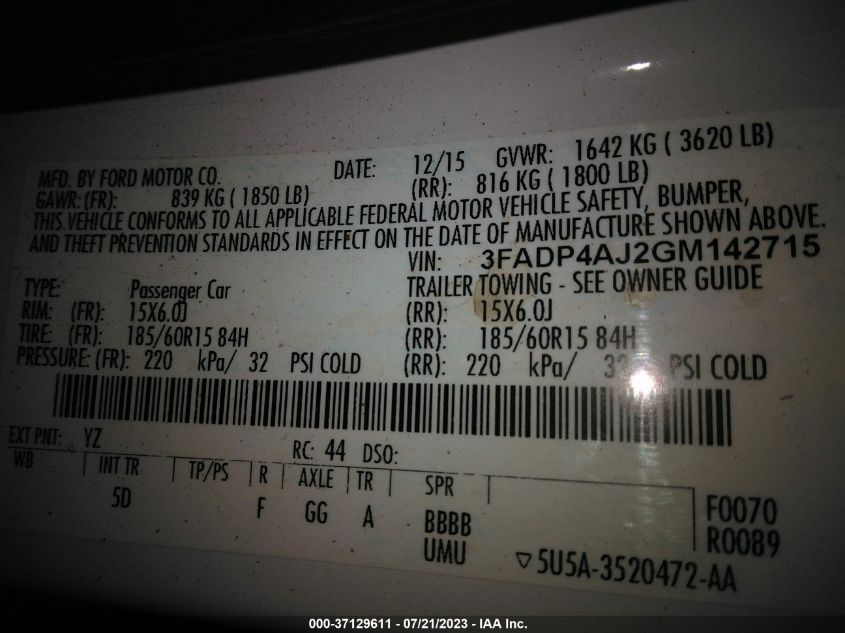 MFD. BY FORD MOTOR CO. DATE: 12/15 GVWR: 1642 KG ( 3620 LB)
GAWR: (FR): 839 KG ( 1850 LB) (RR): 816 KG ( 1800 LB)
THIS VEHICLE CONFORMS TO ALL APPLICABLE FEDERAL MOTOR VEHICLE SAFETY, BUMPER,
AND THEFT PREVENTION STANDARDS IN EFFECT ON THE DATE OF MANUFACTURE SHOWN ABOVE.
VIN: 3FADP4AJ2GM142715
TYPE: Passenger Car TRAILER TOWING - SEE OWNER GUIDE
RIM: (FR): 15X6.0J (RR): 15X6.0J
TIRE: (FR): 185/60R15 84H (RR): 185/60R15 84H
PRESSURE: (FR): 220 kPa/ 32 PSI COLD (RR): 220 kPa/ 32 PSI COLD
EXT PNT: YZ RC: 44 DSO:
WB INT TR TP/PS R AXLE TR SPR
5D F GG A BBBB F0070
UMU R0089
5U5A-3520472-AA
000-37129611 - 07/21/2023 - IAA Inc.